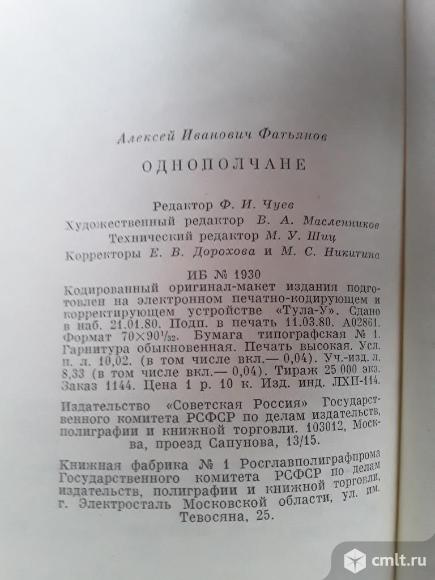 Алексей Иванович Фатьянов
ОДНОПОЛЧАНЕ
Редактор Ф. И. Чуев
Художественный редактор В. А. Масленников
Технический редактор М. У. Шиц
Корректоры Е. В. Дорохова и М. С. Никитина
ИБ № 1930
Кодированный оригинал-макет издания подго-
товлен на электронном печатно-кодирующем и
корректирующем устройстве «Тула-У». Сдано
в наб. 21.01.80. Подп. в печать 11.03.80. А02861.
Формат 70×90¹/₃₂. Бумага типографская № 1.
Гарнитура обыкновенная. Печать высокая. Усл.
п. л. 10,02. (в том числе вкл.— 0,04). Уч.-изд. л.
8,33 (в том числе вкл.— 0,04). Тираж 25 000 экз.
Заказ 1144. Цена 1 р. 10 к. Изд. инд. ЛХП-114.
Издательство «Советская Россия» Государст-
венного комитета РСФСР по делам издательств,
полиграфии и книжной торговли. 103012, Моск-
ва, проезд Сапунова, 13/15.
Книжная фабрика № 1 Росглавполиграфпрома
Государственного комитета РСФСР по делам
издательств, полиграфии и книжной торговли,
г. Электросталь Московской области, ул. им.
Тевосяна, 25.
cmlt.ru